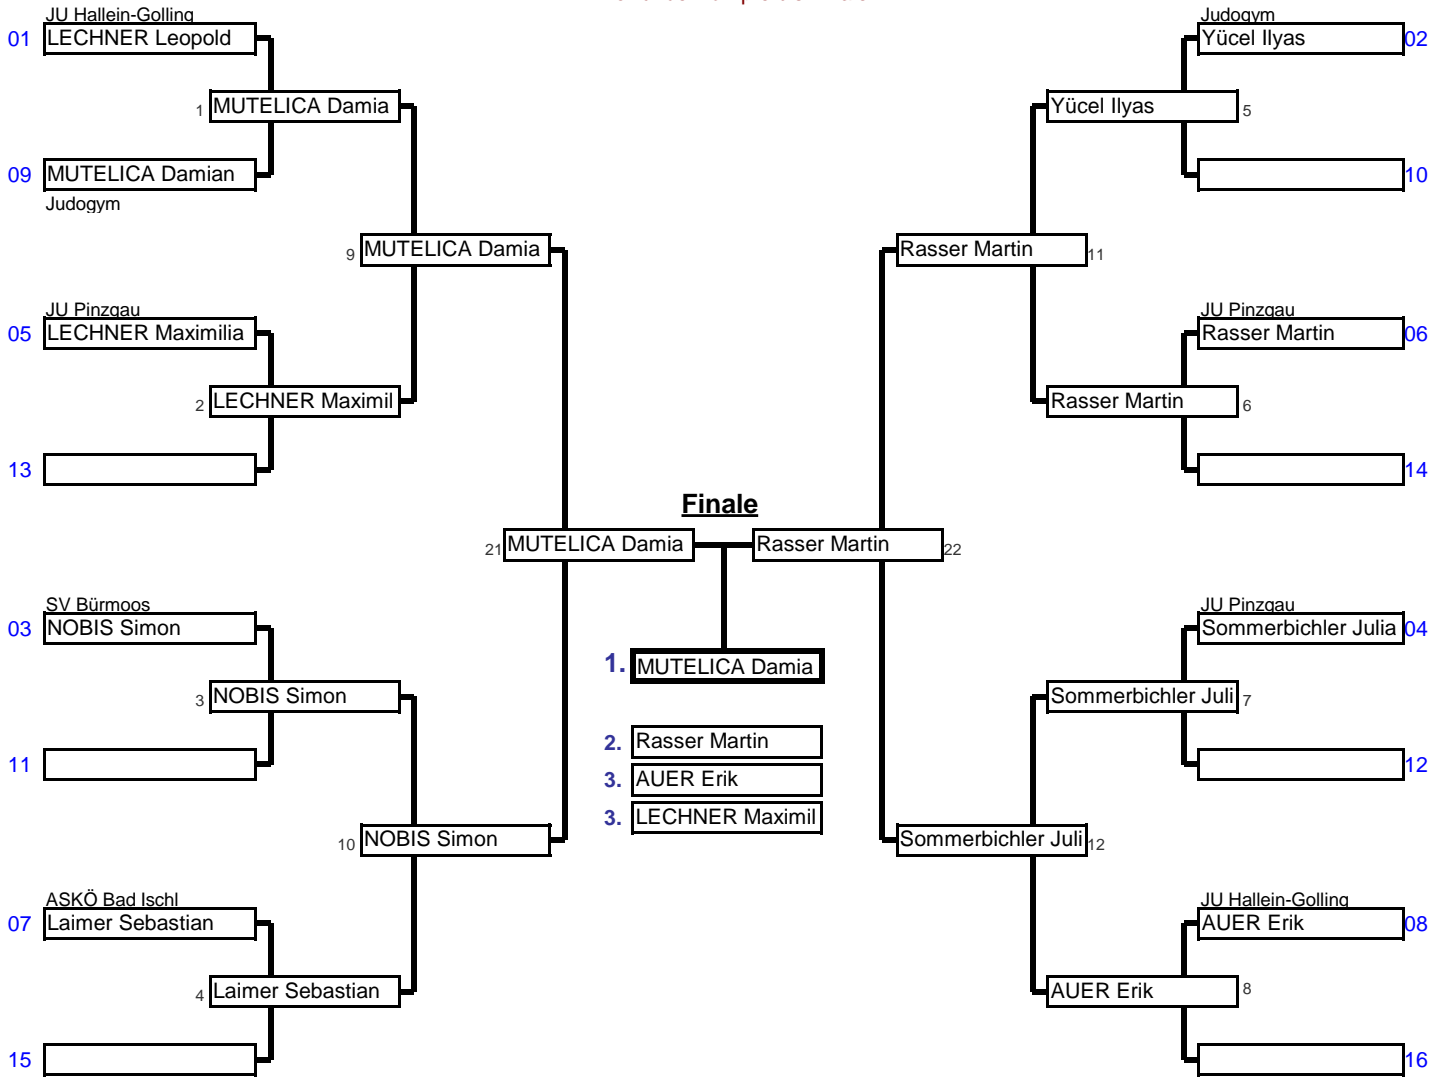 JU Hallein-Golling
01 LECHNER Leopold
1 MUTELICA Damia
09 MUTELICA Damian
Judogym
9 MUTELICA Damia
JU Pinzgau
05 LECHNER Maximilia
2 LECHNER Maximil
13
21 MUTELICA Damia
SV Bürmoos
03 NOBIS Simon
3 NOBIS Simon
11
10 NOBIS Simon
ASKÖ Bad Ischl
07 Laimer Sebastian
4 Laimer Sebastian
15
Finale
1. MUTELICA Damia
2. Rasser Martin
3. AUER Erik
3. LECHNER Maximil
Judogym
Yücel Ilyas 02
Yücel Ilyas 5
10
Rasser Martin 11
JU Pinzgau
Rasser Martin 06
Rasser Martin 6
14
Rasser Martin 22
JU Pinzgau
Sommerbichler Julia 04
Sommerbichler Juli 7
12
Sommerbichler Juli 12
JU Hallein-Golling
AUER Erik 08
AUER Erik 8
16